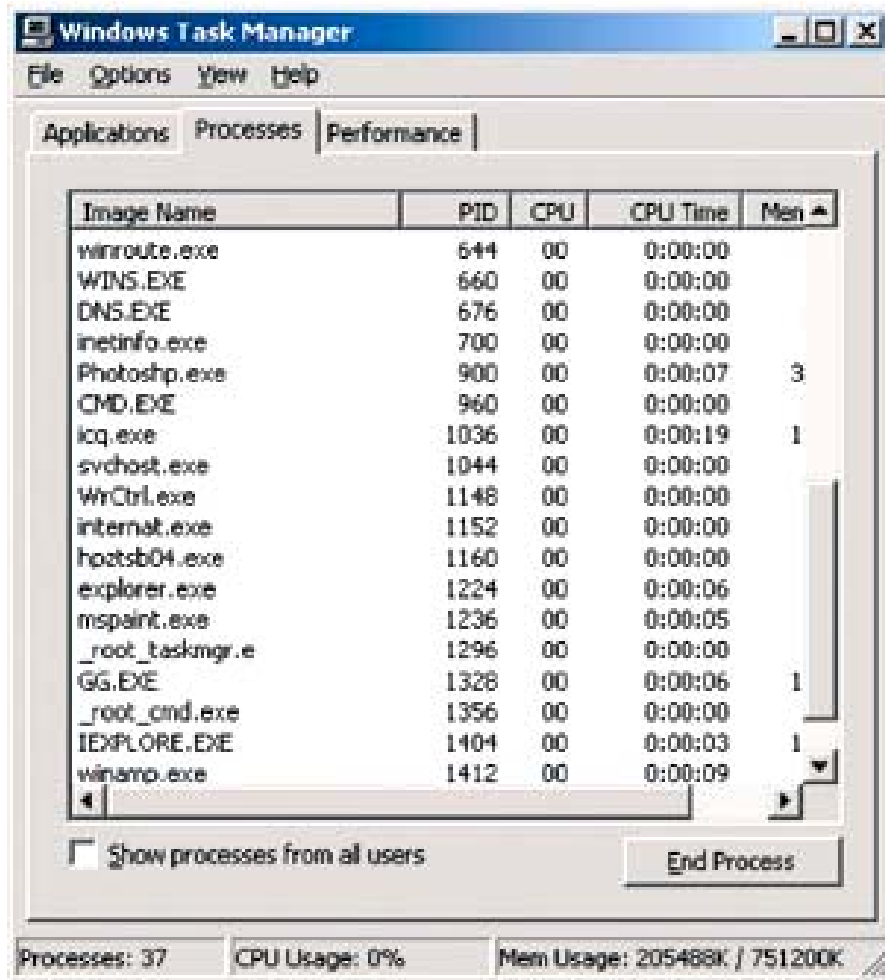 Windows Task Manager
File Options View Help
Applications Processes Performance
Image Name PID CPU CPU Time Men
winroute.exe 644 00 0:00:00
WINS.EXE 660 00 0:00:00
DNS.EXE 676 00 0:00:00
inetinfo.exe 700 00 0:00:00
Photoshp.exe 900 00 0:00:07 3
CMD.EXE 960 00 0:00:00
icq.exe 1036 00 0:00:19 1
svchost.exe 1044 00 0:00:00
WrCtrl.exe 1148 00 0:00:00
internat.exe 1152 00 0:00:00
hpztsb04.exe 1160 00 0:00:00
explorer.exe 1224 00 0:00:06
mspaint.exe 1236 00 0:00:05
_root_taskmgr.e 1296 00 0:00:00
GG.EXE 1328 00 0:00:06 1
_root_cmd.exe 1356 00 0:00:00
IEXPLORE.EXE 1404 00 0:00:03 1
winamp.exe 1412 00 0:00:09
Show processes from all users
End Process
Processes: 37 CPU Usage: 0% Mem Usage: 205488K / 751200K